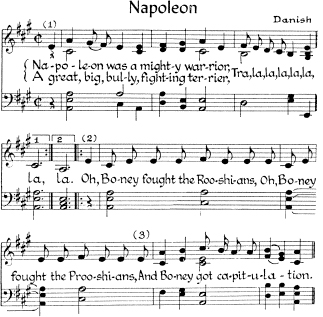 Napoleon
(1)
Danish
Na-po-le-on was a might-y war-rior,
A great, big, bul-ly, fight-ing ter-rier, Tra, la, la, la, la, la,
1 2 (2)
la, la. Oh, Bo-ney fought the Roo-shi-ans, Oh, Bo-ney
(3)
fought the Proo-shi-ans, And Bo-ney got ca-pit-u-la-tion.